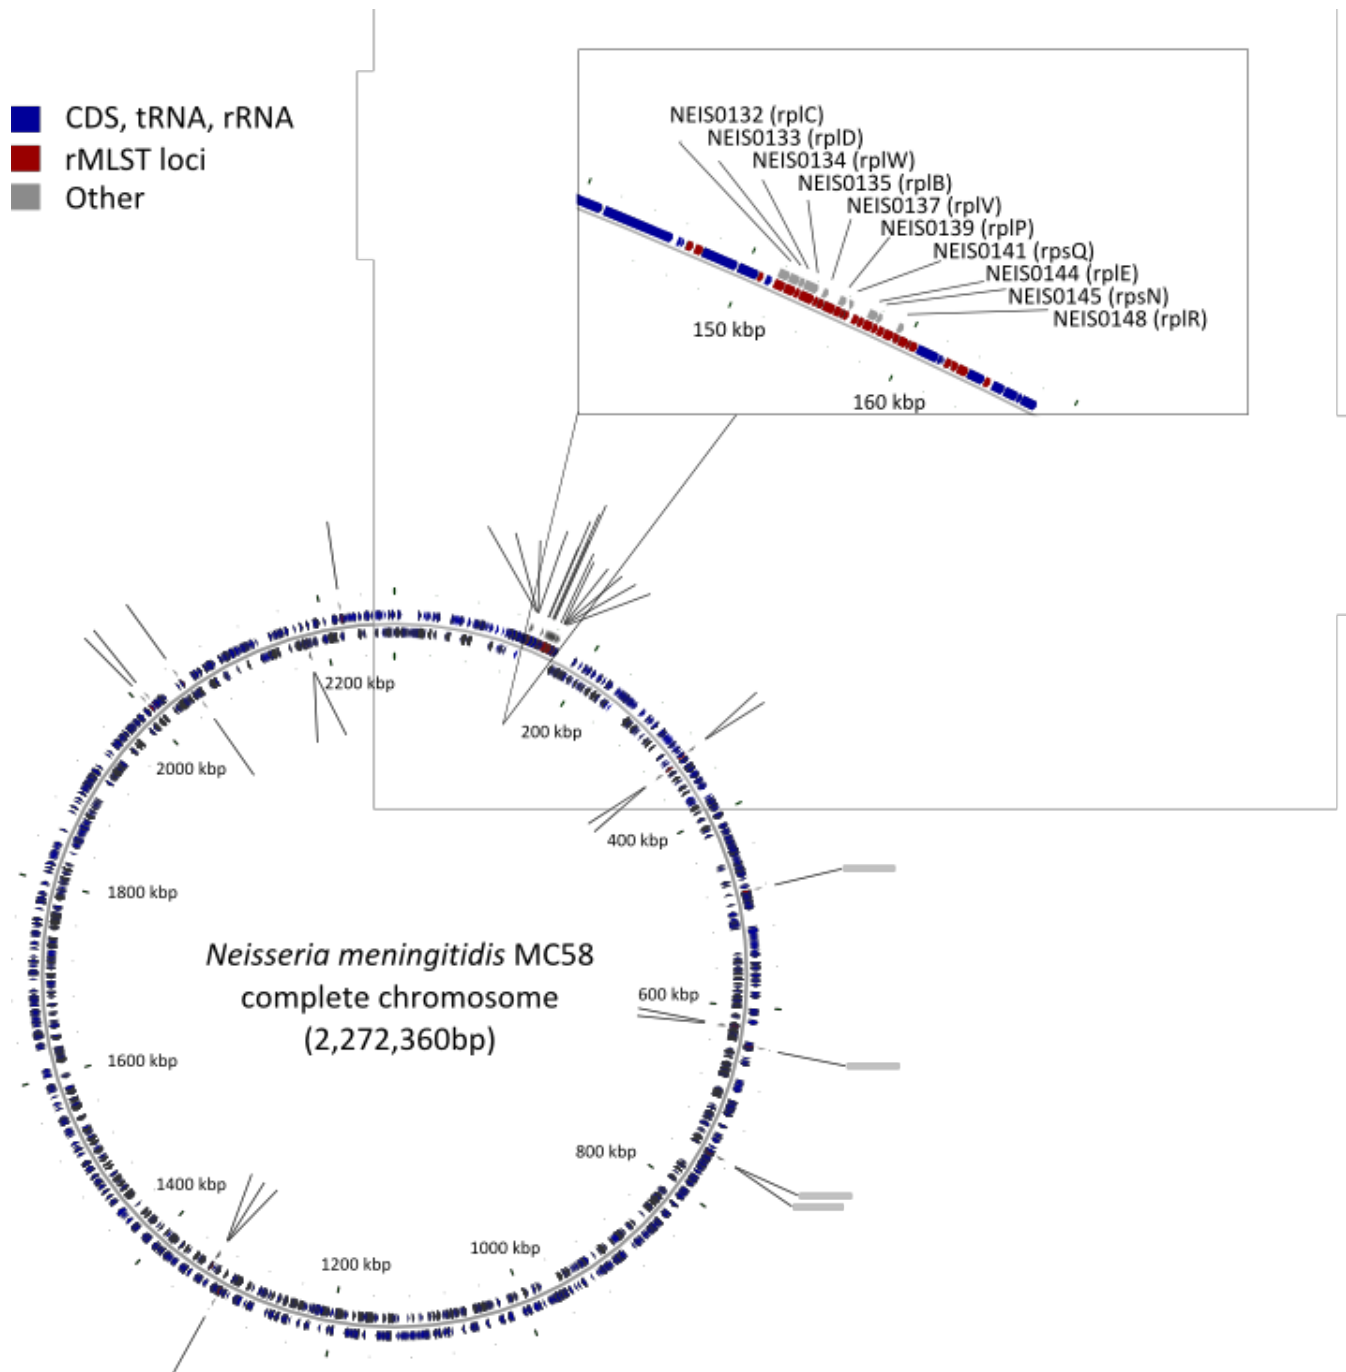 CDS, tRNA, rRNA
rMLST loci
Other
NEIS0132 (rplC)
NEIS0133 (rplD)
NEIS0134 (rplW)
NEIS0135 (rplB)
NEIS0137 (rplV)
NEIS0139 (rplP)
NEIS0141 (rpsQ)
NEIS0144 (rplE)
NEIS0145 (rpsN)
NEIS0148 (rplR)
150 kbp
160 kbp
2200 kbp
200 kbp
2000 kbp
400 kbp
1800 kbp
Neisseria meningitidis MC58
complete chromosome
(2,272,360bp)
600 kbp
1600 kbp
800 kbp
1400 kbp
1000 kbp
1200 kbp